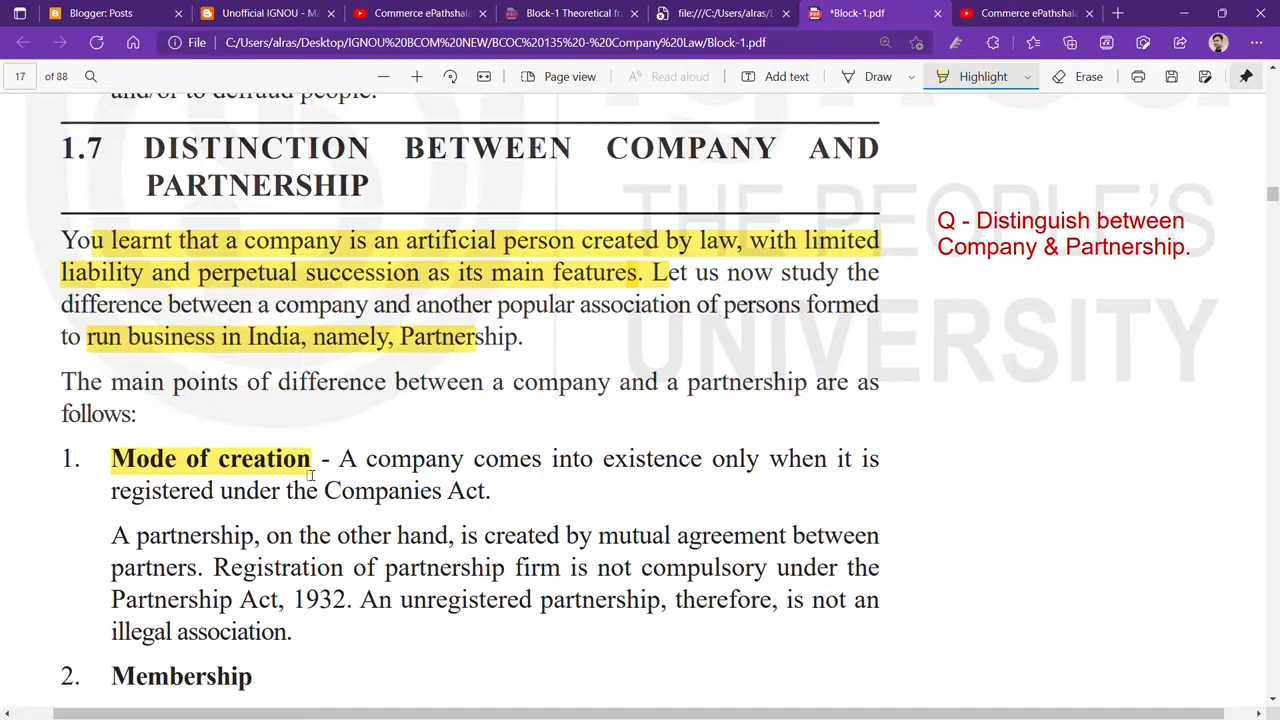 Blogger: Posts
Unofficial IGNOU - MA
Commerce ePathshala
Block-1 Theoretical fr
file:///C:/Users/alras/D
*Block-1.pdf
Commerce ePathshal
File
C:/Users/alras/Desktop/IGNOU%20BCOM%20NEW/BCOC%20135%20-%20Company%20Law/Block-1.pdf
17 of 88
Page view
Read aloud
Add text
Draw
Highlight
Erase
and/or to defraud people.
1.7 DISTINCTION BETWEEN COMPANY AND
PARTNERSHIP
THE PEOPLE'S
UNIVERSITY
Q - Distinguish between
Company & Partnership.
You learnt that a company is an artificial person created by law, with limited
liability and perpetual succession as its main features. Let us now study the
difference between a company and another popular association of persons formed
to run business in India, namely, Partnership.
The main points of difference between a company and a partnership are as
follows:
1. Mode of creation - A company comes into existence only when it is
registered under the Companies Act.
A partnership, on the other hand, is created by mutual agreement between
partners. Registration of partnership firm is not compulsory under the
Partnership Act, 1932. An unregistered partnership, therefore, is not an
illegal association.
2. Membership